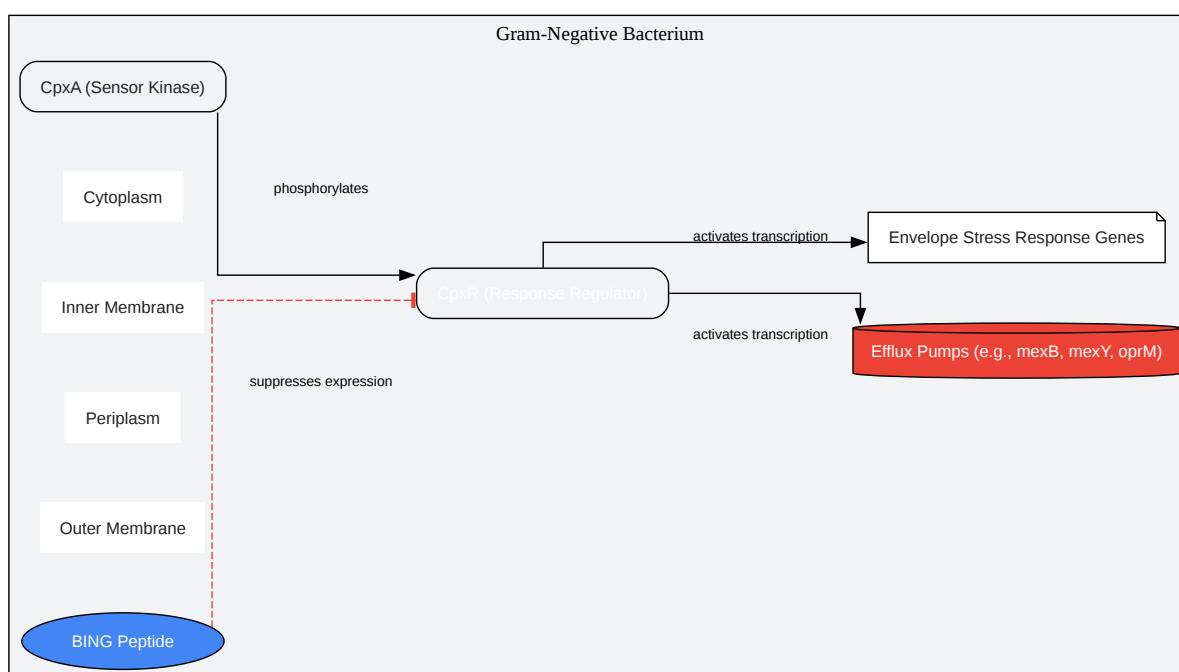 Gram-Negative Bacterium
CpxA (Sensor Kinase)
Cytoplasm
phosphorylates
activates transcription
Envelope Stress Response Genes
Inner Membrane
CpxR (Response Regulator)
activates transcription
Efflux Pumps (e.g., mexB, mexY, oprM)
suppresses expression
Periplasm
Outer Membrane
BING Peptide